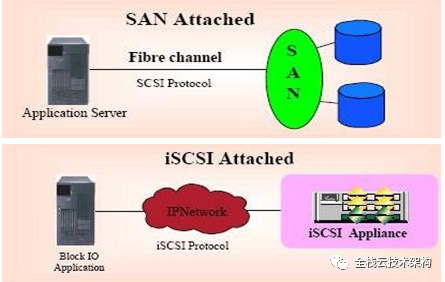 SAN Attached
Fibre channel
SCSI Protocol
Application Server
S
A
N
iSCSI Attached
IPNetwork
iSCSI Protocol
Block IO
Application
iSCSI Appliance
全栈云技术架构